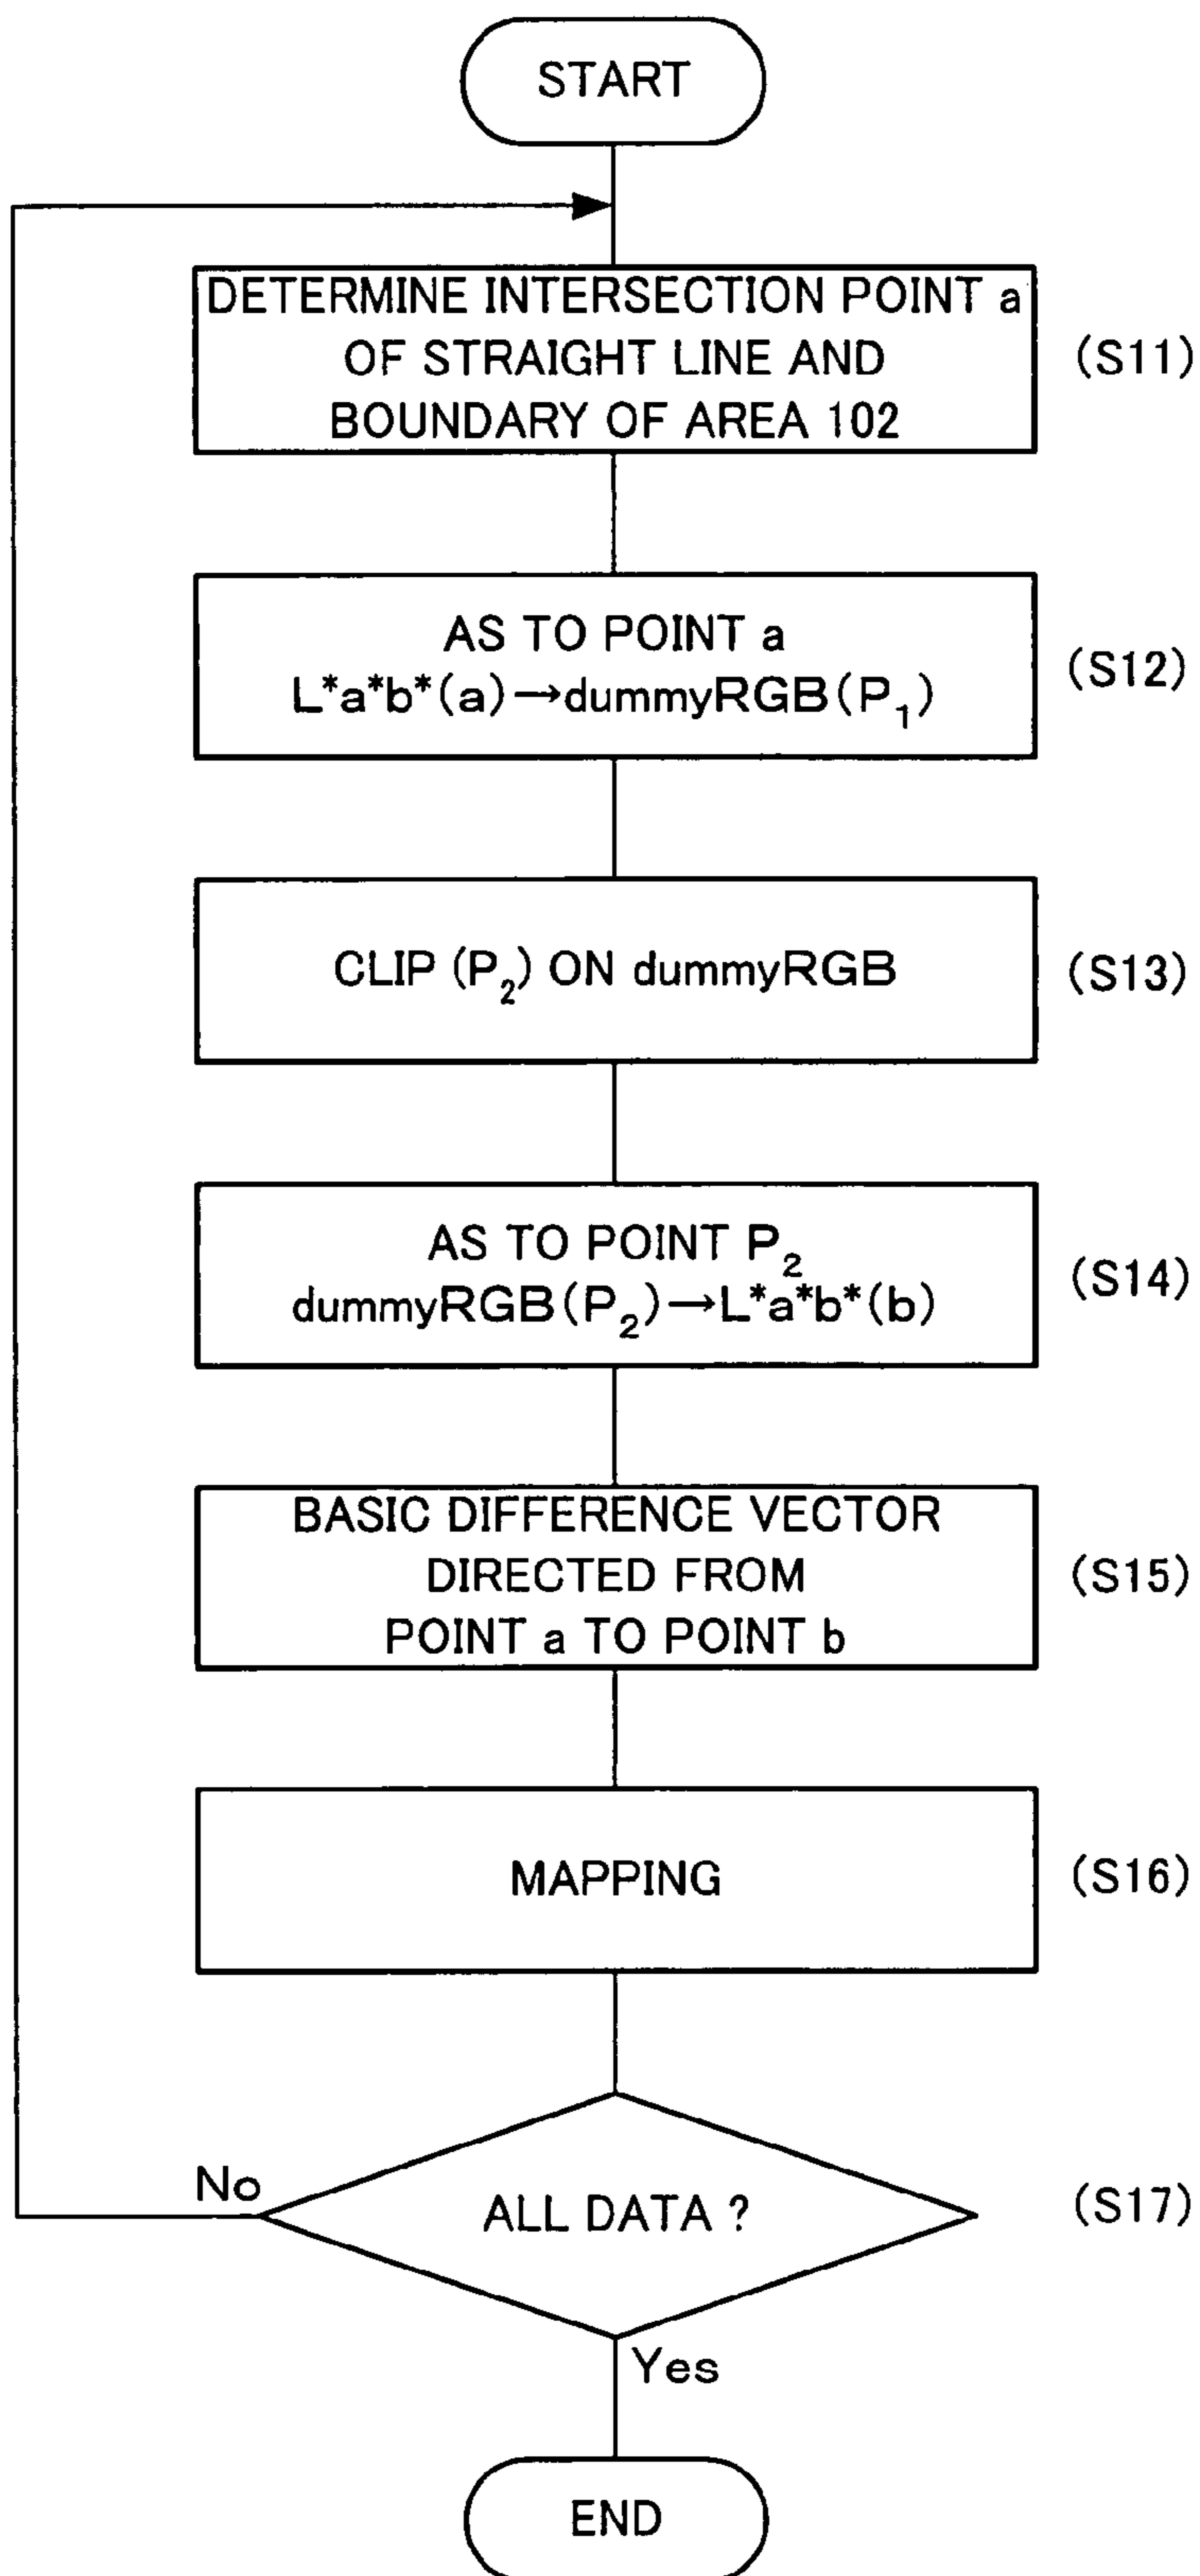 START
DETERMINE INTERSECTION POINT a
OF STRAIGHT LINE AND
BOUNDARY OF AREA 102
(S11)
AS TO POINT a
L*a*b*(a)→dummyRGB(P₁)
(S12)
CLIP (P₂) ON dummyRGB
(S13)
AS TO POINT P₂
dummyRGB(P₂)→L*a*b*(b)
(S14)
BASIC DIFFERENCE VECTOR
DIRECTED FROM
POINT a TO POINT b
(S15)
MAPPING
(S16)
No
ALL DATA ?
(S17)
Yes
END